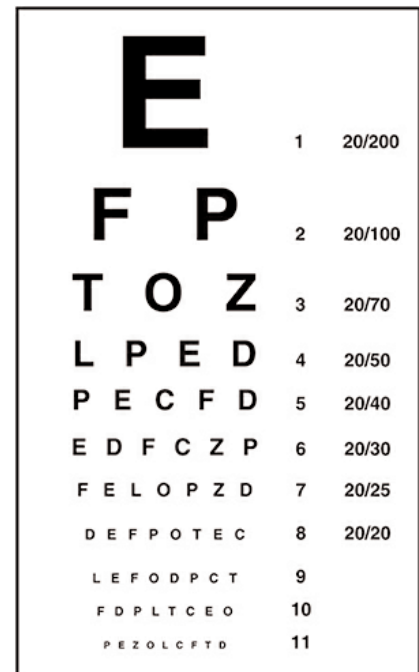 E 1 20/200
F P 2 20/100
T O Z 3 20/70
L P E D 4 20/50
P E C F D 5 20/40
E D F C Z P 6 20/30
F E L O P Z D 7 20/25
D E F P O T E C 8 20/20
L E F O D P C T 9
F D P L T C E O 10
P E Z O L C F T D 11